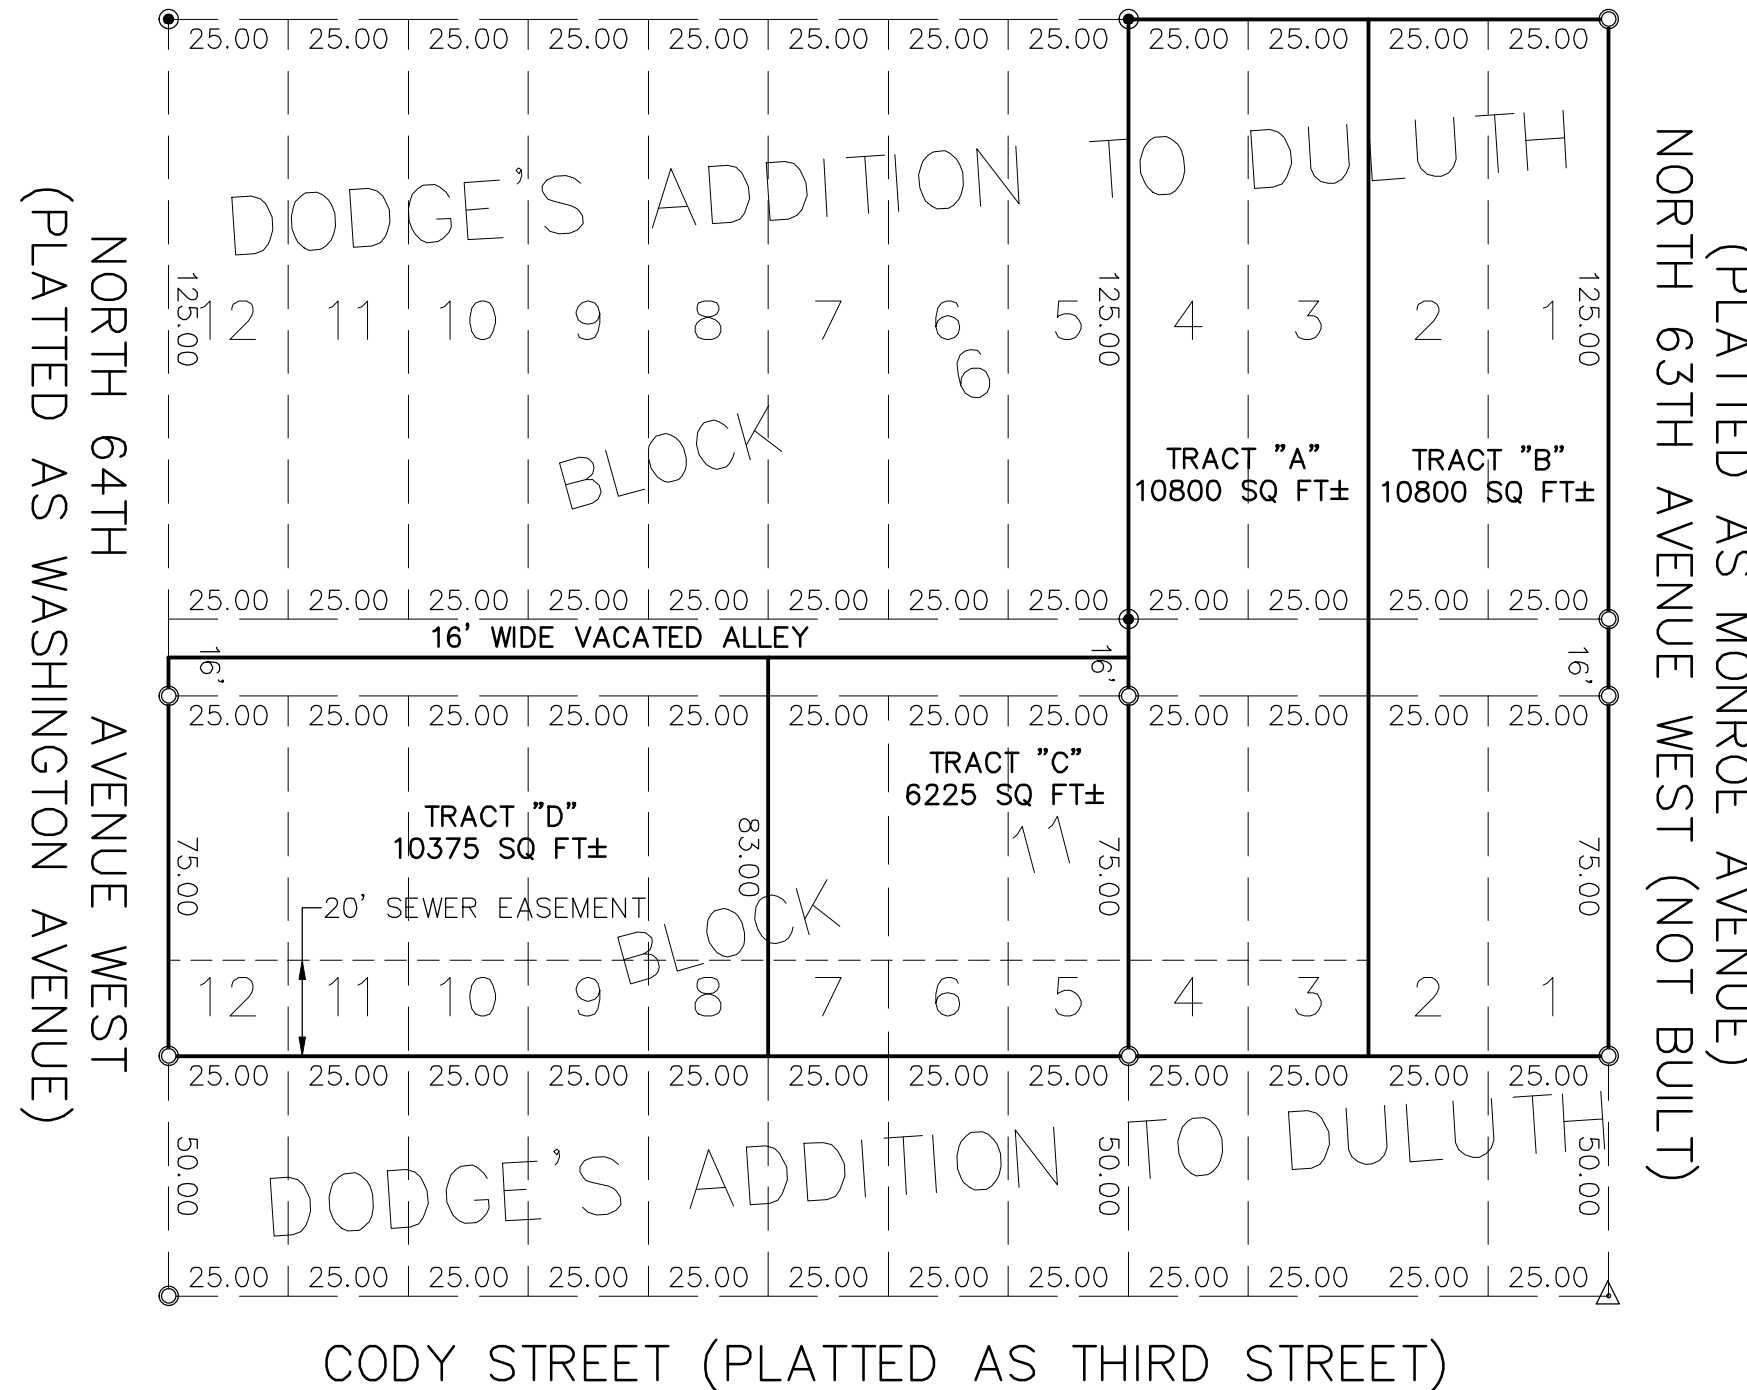 25.00 25.00 25.00 25.00 25.00 25.00 25.00 25.00 25.00 25.00 25.00 25.00
DODGE'S ADDITION TO DULUTH
125.00 125.00 125.00
12 11 10 9 8 7 6 5 4 3 2 1
BLOCK 6
TRACT "A"
10800 SQ FT±
TRACT "B"
10800 SQ FT±
25.00 25.00 25.00 25.00 25.00 25.00 25.00 25.00 25.00 25.00 25.00 25.00
16' WIDE VACATED ALLEY
16' 16' 16'
25.00 25.00 25.00 25.00 25.00 25.00 25.00 25.00 25.00 25.00 25.00 25.00
TRACT "C"
6225 SQ FT±
TRACT "D"
10375 SQ FT±
75.00 83.00 75.00 75.00
20' SEWER EASEMENT
BLOCK 11
12 11 10 9 8 7 6 5 4 3 2 1
25.00 25.00 25.00 25.00 25.00 25.00 25.00 25.00 25.00 25.00 25.00 25.00
DODGE'S ADDITION TO DULUTH
50.00 50.00 50.00
25.00 25.00 25.00 25.00 25.00 25.00 25.00 25.00 25.00 25.00 25.00 25.00
CODY STREET (PLATTED AS THIRD STREET)
NORTH 64TH AVENUE WEST
(PLATTED AS WASHINGTON AVENUE)
(PLATTED AS MONROE AVENUE)
NORTH 63TH AVENUE WEST (NOT BUILT)